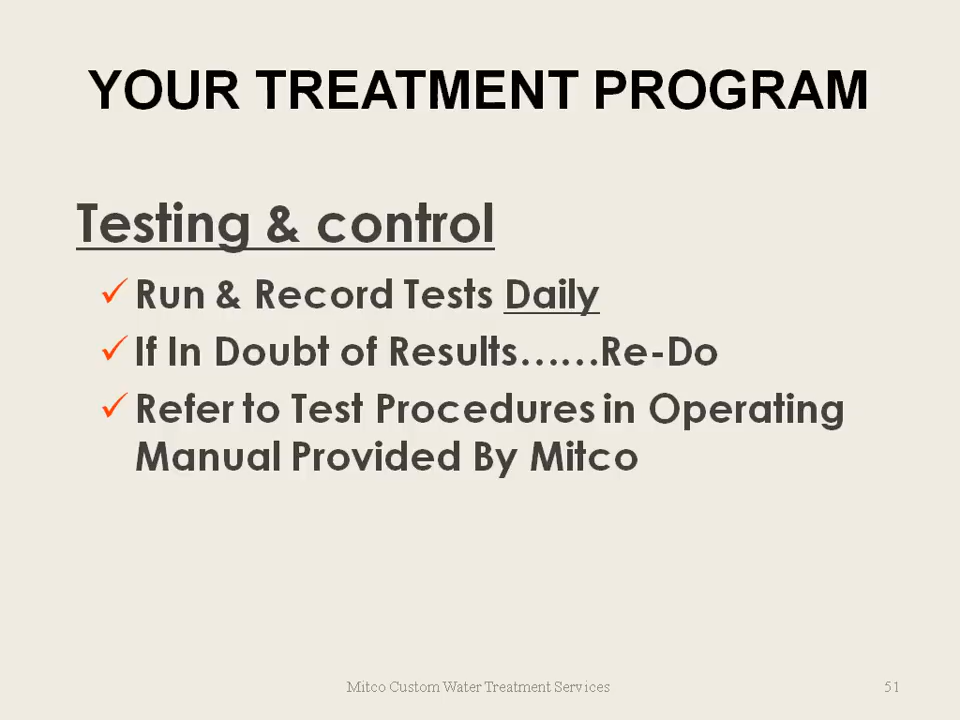 YOUR TREATMENT PROGRAM
Testing & control
✓ Run & Record Tests Daily
✓ If In Doubt of Results……Re-Do
✓ Refer to Test Procedures in Operating
Manual Provided By Mitco
Mitco Custom Water Treatment Services
51